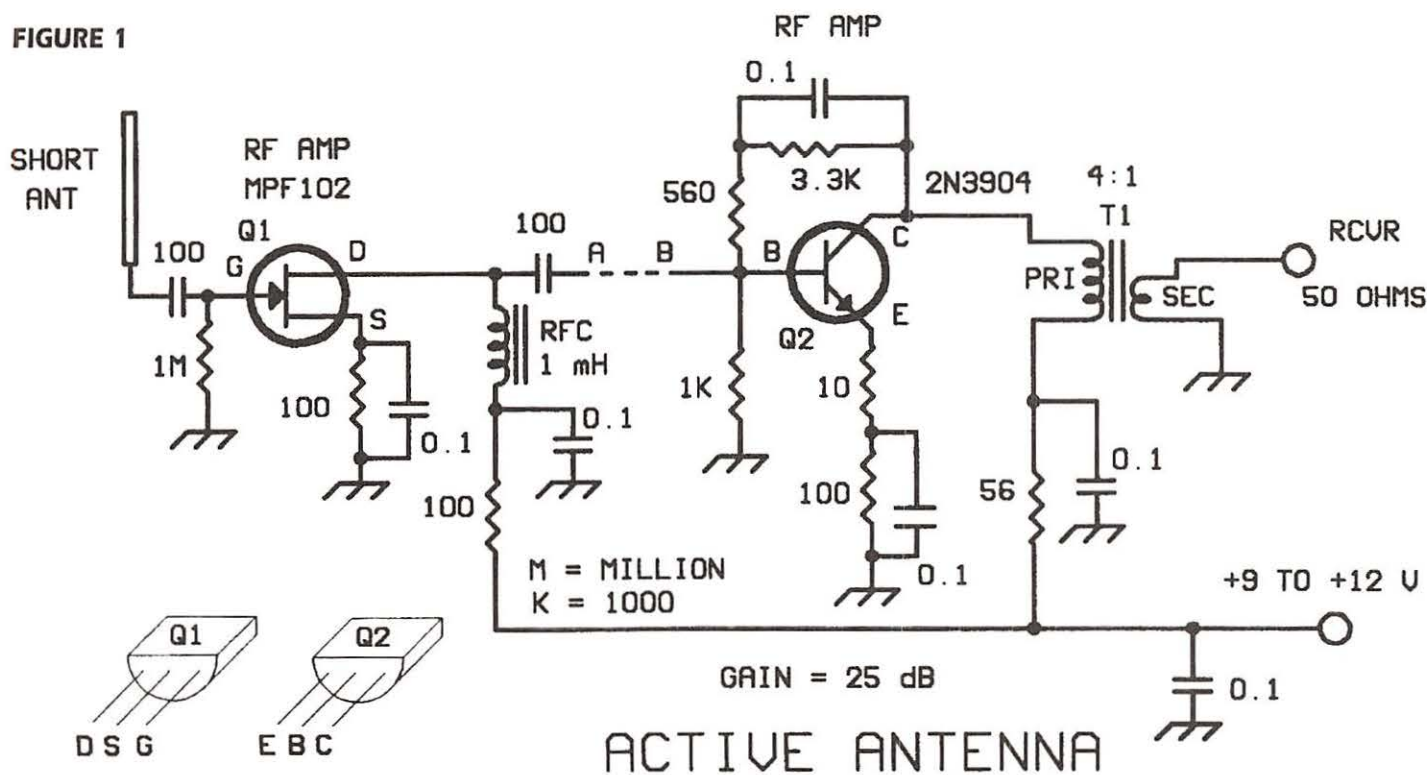 FIGURE 1
RF AMP
0.1
SHORT
ANT
RF AMP
MPF102
3.3K
560
2N3904
4:1
T1
100
Q1
G
D
100
A
B
B
C
RCVR
PRI
SEC
50 OHMS
S
E
RFC
1 mH
Q2
1M
1K
10
100
0.1
0.1
100
0.1
56
100
0.1
M = MILLION
K = 1000
+9 TO +12 V
Q1
Q2
GAIN = 25 dB
0.1
D S G
E B C
ACTIVE ANTENNA